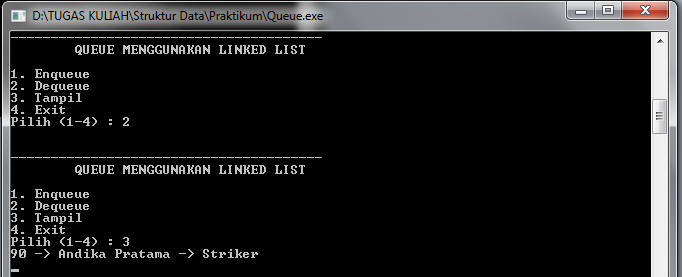 D:\TUGAS KULIAH\Struktur Data\Praktikum\Queue.exe
----------------------------------------
QUEUE MENGGUNAKAN LINKED LIST
1. Enqueue
2. Dequeue
3. Tampil
4. Exit
Pilih (1-4) : 2
----------------------------------------
QUEUE MENGGUNAKAN LINKED LIST
1. Enqueue
2. Dequeue
3. Tampil
4. Exit
Pilih (1-4) : 3
90 -> Andika Pratama -> Striker